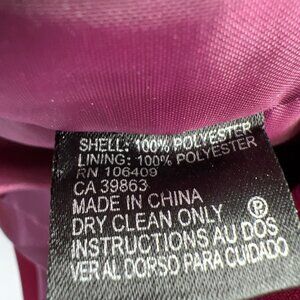 SHELL: 100% POLYESTER
LINING: 100% POLYESTER
RN 106409
CA 39863
MADE IN CHINA
DRY CLEAN ONLY
P
INSTRUCTIONS AU DOS
VER AL DORSO PARA CUIDADO